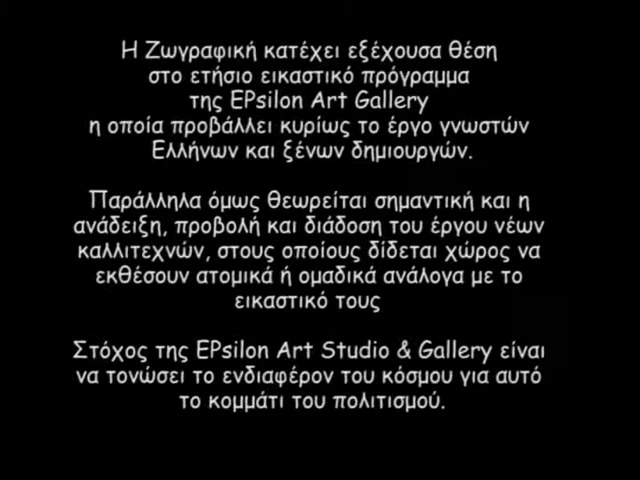 Η Ζωγραφική κατέχει εξέχουσα θέση
στο ετήσιο εικαστικό πρόγραμμα
της EPsilon Art Gallery
η οποία προβάλλει κυρίως το έργο γνωστών
Ελλήνων και ξένων δημιουργών.
Παράλληλα όμως θεωρείται σημαντική και η
ανάδειξη, προβολή και διάδοση του έργου νέων
καλλιτεχνών, στους οποίους δίδεται χώρος να
εκθέσουν ατομικά ή ομαδικά ανάλογα με το
εικαστικό τους
Στόχος της EPsilon Art Studio & Gallery είναι
να τονώσει το ενδιαφέρον του κόσμου για αυτό
το κομμάτι του πολιτισμού.